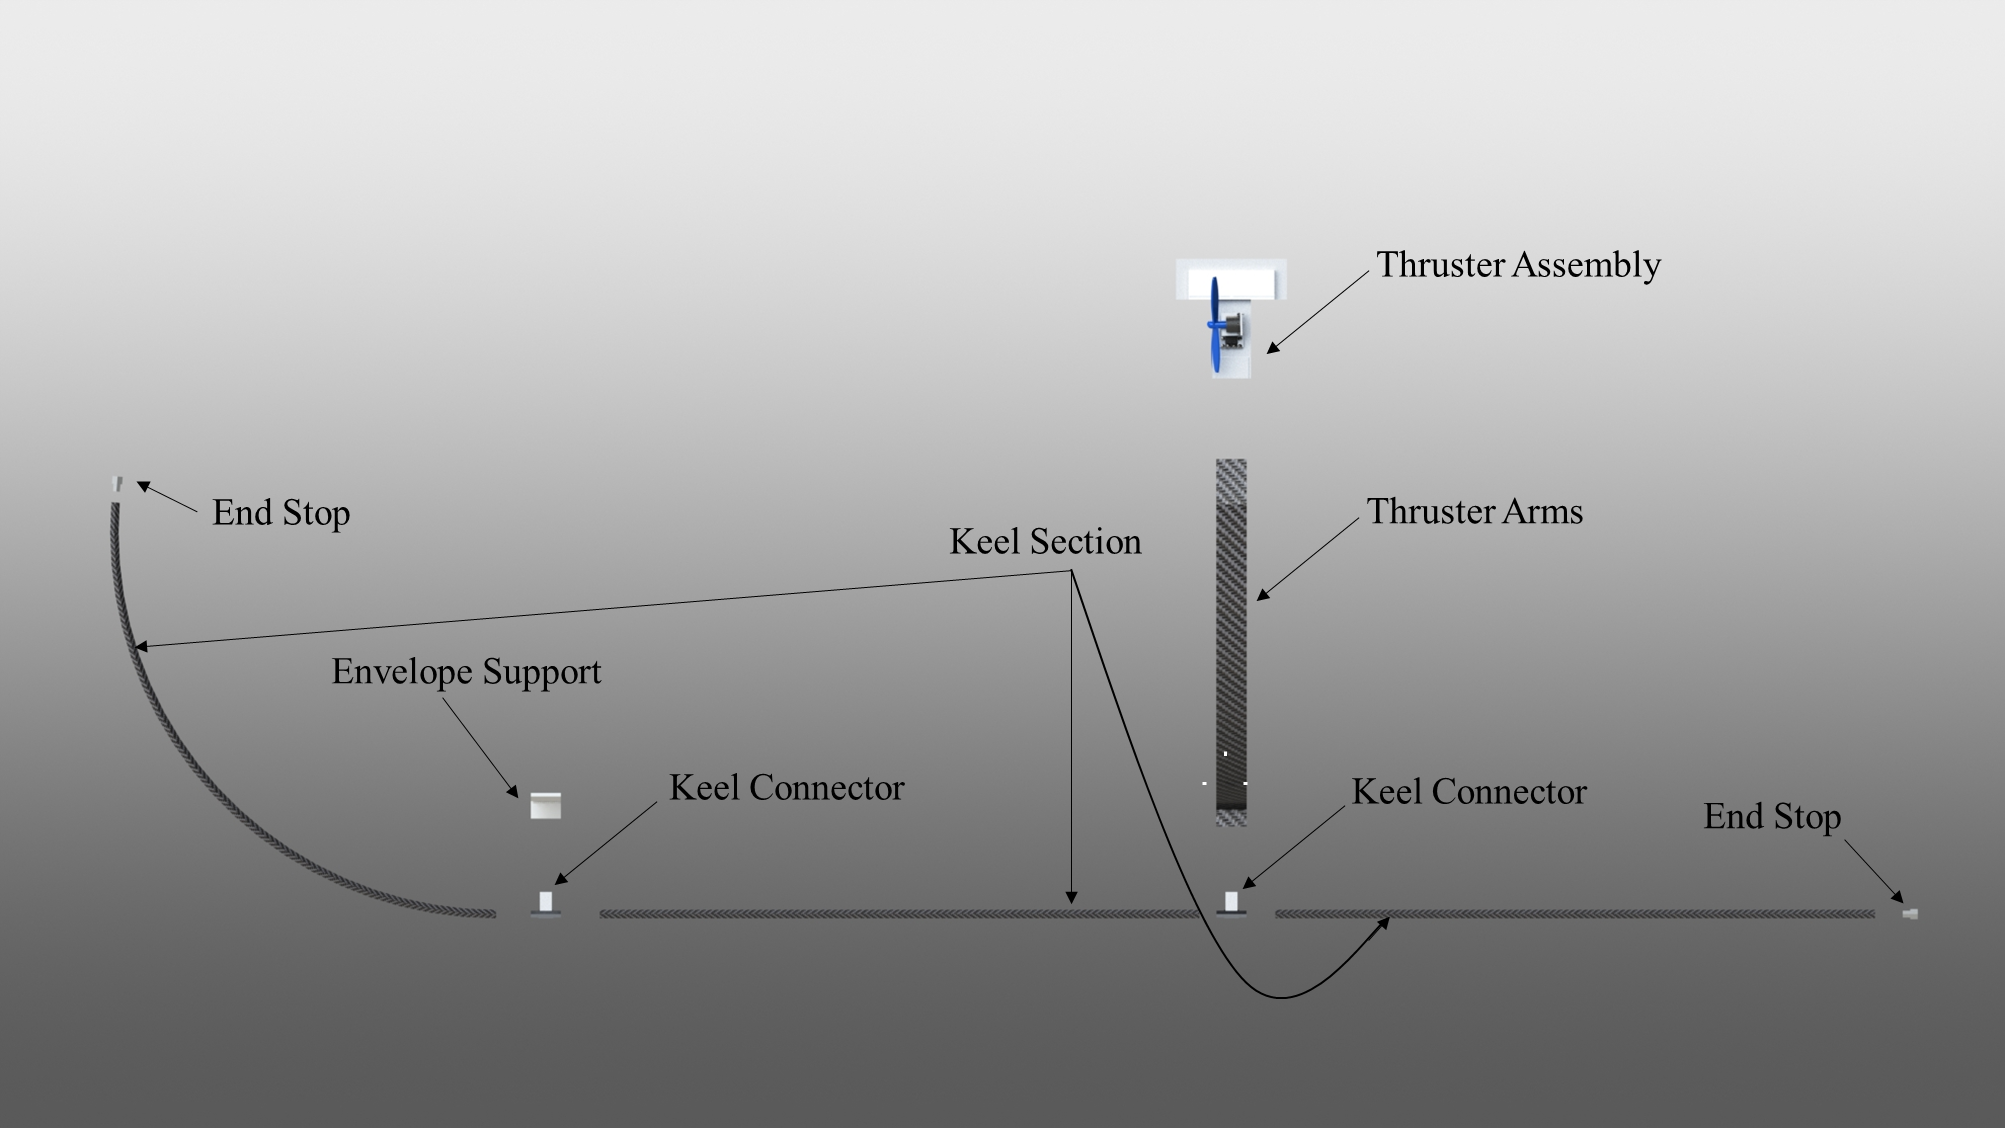 Thruster Assembly
End Stop
Thruster Arms
Keel Section
Envelope Support
Keel Connector
Keel Connector
End Stop